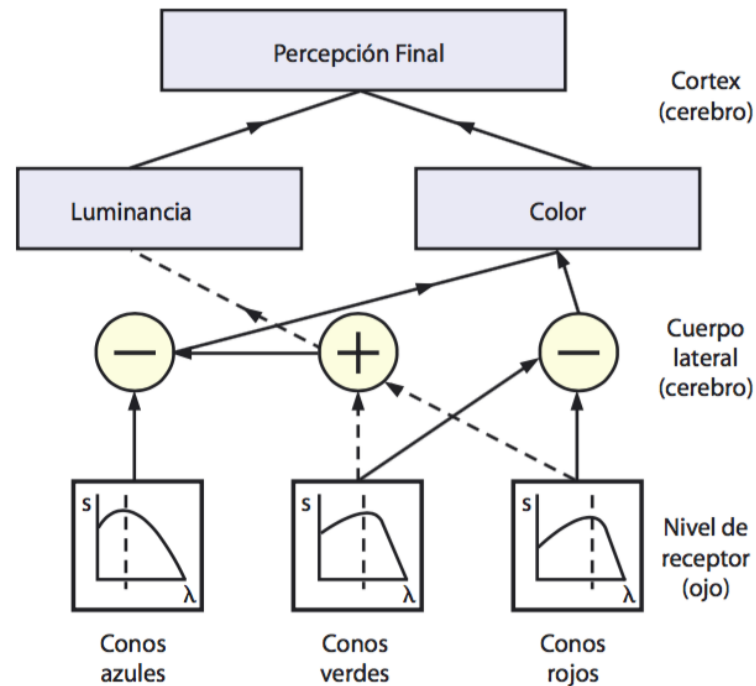 Percepción Final
Cortex
(cerebro)
Luminancia
Color
−
+
−
Cuerpo
lateral
(cerebro)
S
λ
S
λ
S
λ
Nivel de
receptor
(ojo)
Conos
azules
Conos
verdes
Conos
rojos